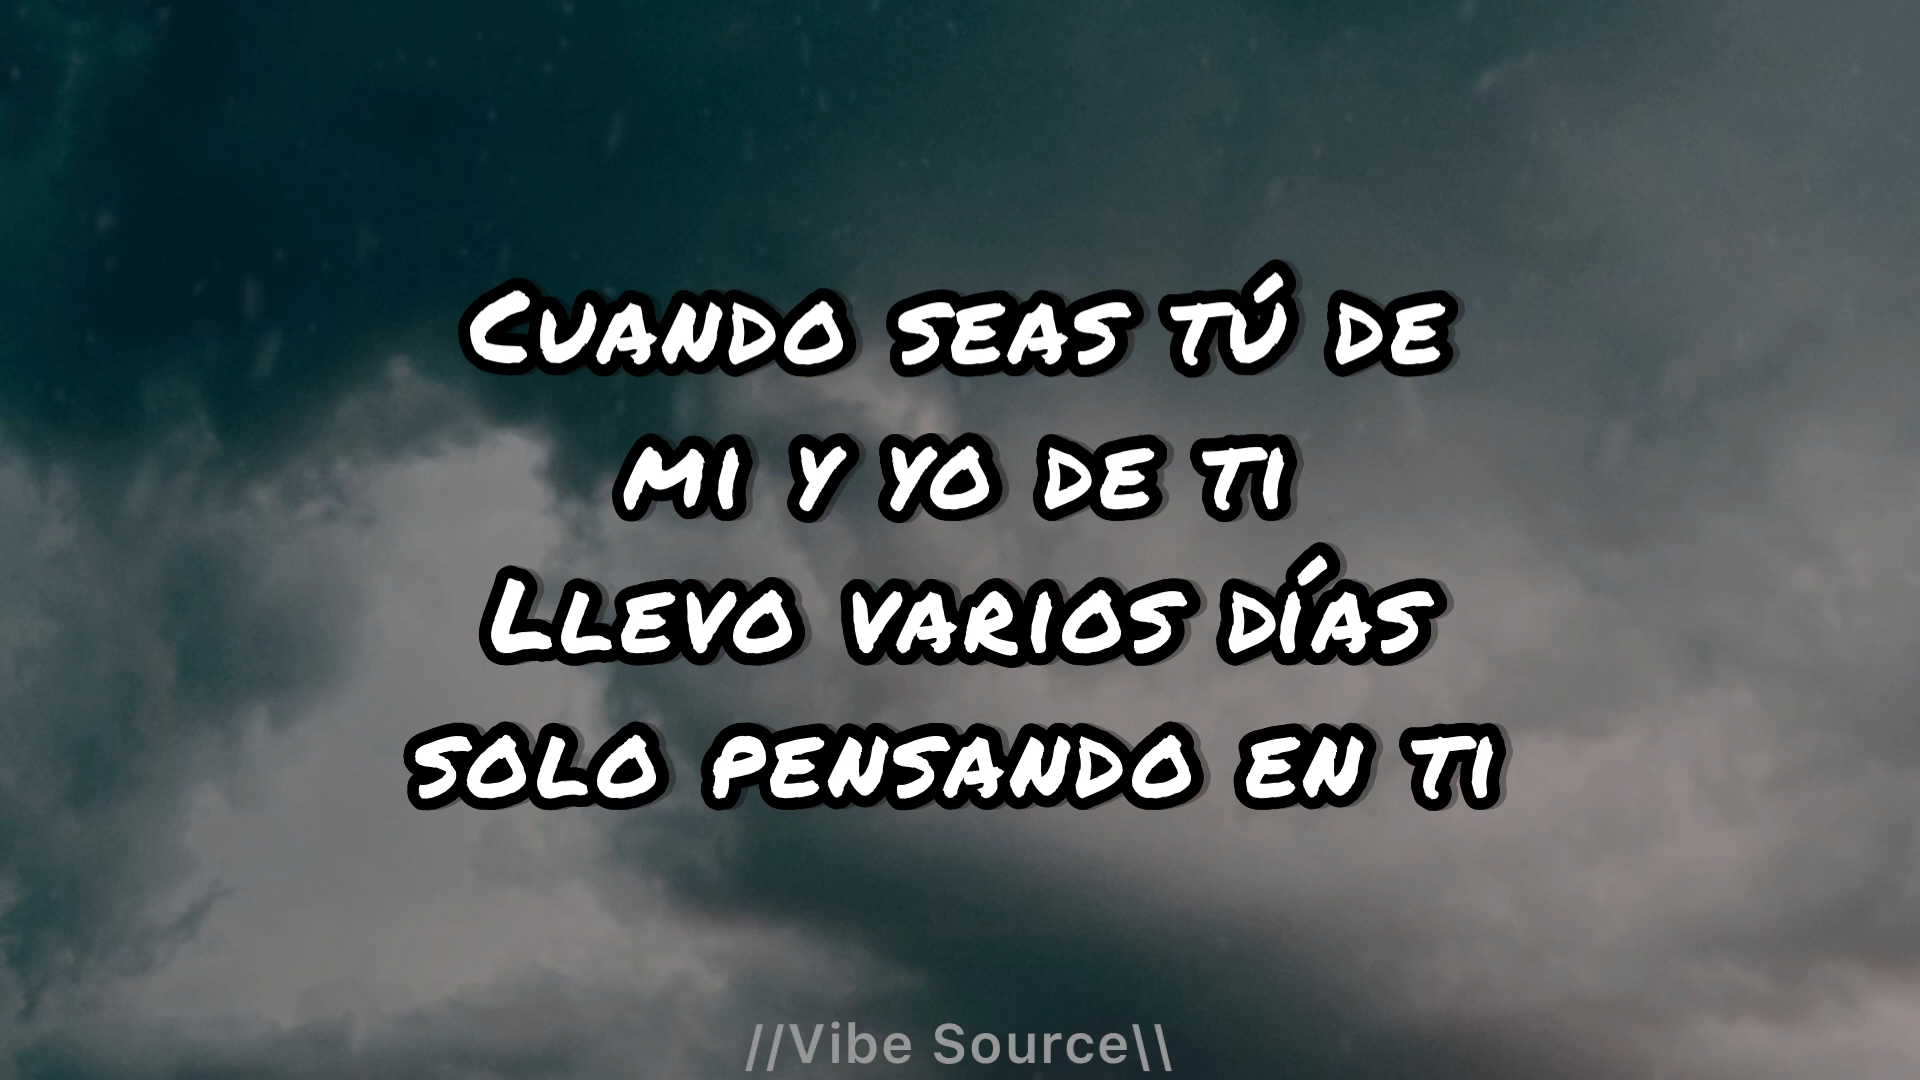 Cuando seas tú de
mi y yo de ti
Llevo varios días
solo pensando en ti
//Vibe Source\\